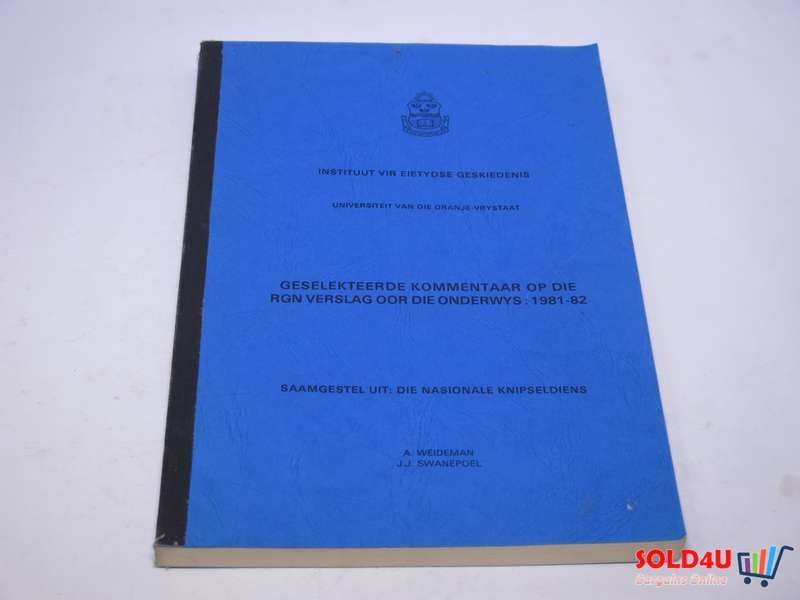 INSTITUUT VIR EIETYDSE GESKIEDENIS
UNIVERSITEIT VAN DIE ORANJE-VRYSTAAT
GESELEKTEERDE KOMMENTAAR OP DIE
RGN VERSLAG OOR DIE ONDERWYS : 1981-82
SAAMGESTEL UIT: DIE NASIONALE KNIPSELDIENS
A. WEIDEMAN
J.J. SWANEPOEL
SOLD4U
Bargains Online